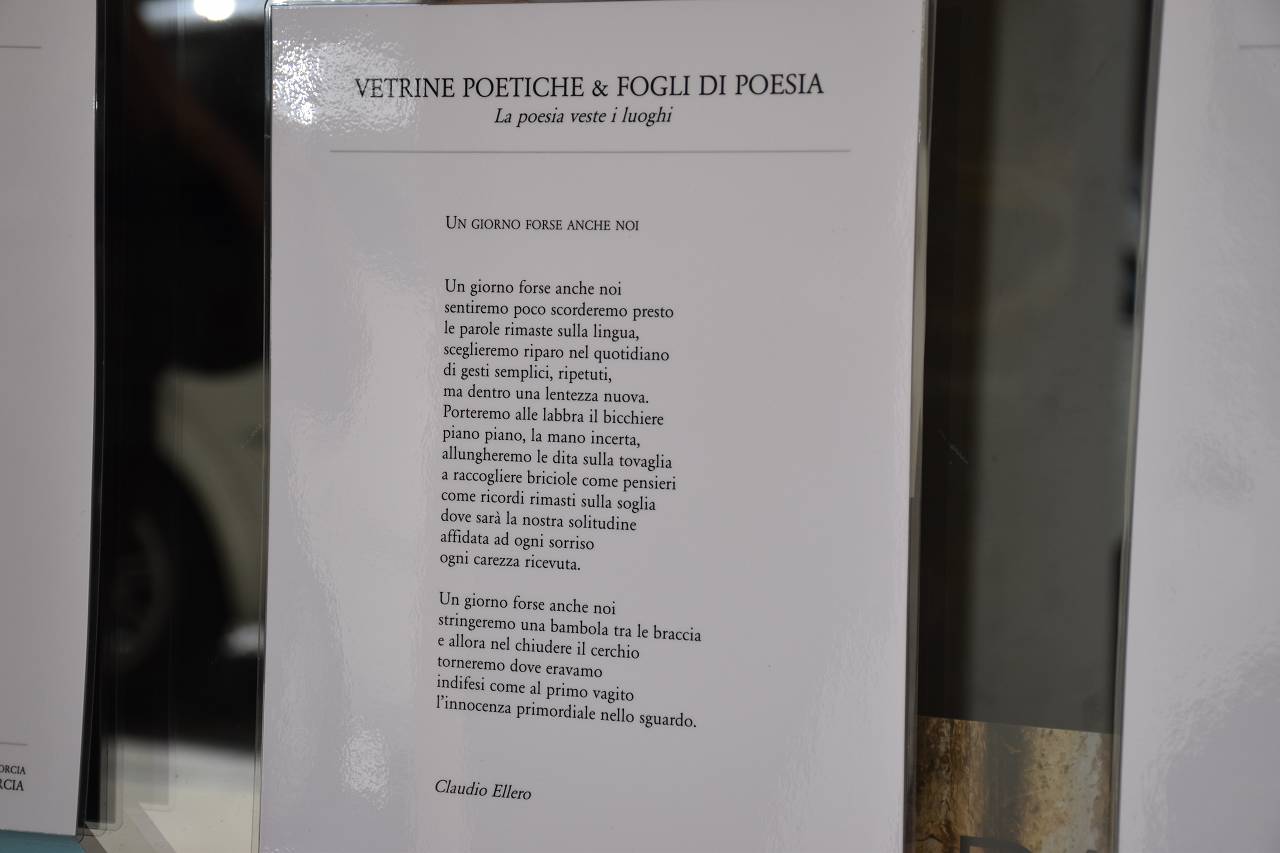 VETRINE POETICHE & FOGLI DI POESIA
La poesia veste i luoghi
UN GIORNO FORSE ANCHE NOI
Un giorno forse anche noi
sentiremo poco scorderemo presto
le parole rimaste sulla lingua,
sceglieremo riparo nel quotidiano
di gesti semplici, ripetuti,
ma dentro una lentezza nuova.
Porteremo alle labbra il bicchiere
piano piano, la mano incerta,
allungheremo le dita sulla tovaglia
a raccogliere briciole come pensieri
come ricordi rimasti sulla soglia
dove sarà la nostra solitudine
affidata ad ogni sorriso
ogni carezza ricevuta.
Un giorno forse anche noi
stringeremo una bambola tra le braccia
e allora nel chiudere il cerchio
torneremo dove eravamo
indifesi come al primo vagito
l'innocenza primordiale nello sguardo.
Claudio Ellero
ORCIA
RCIA